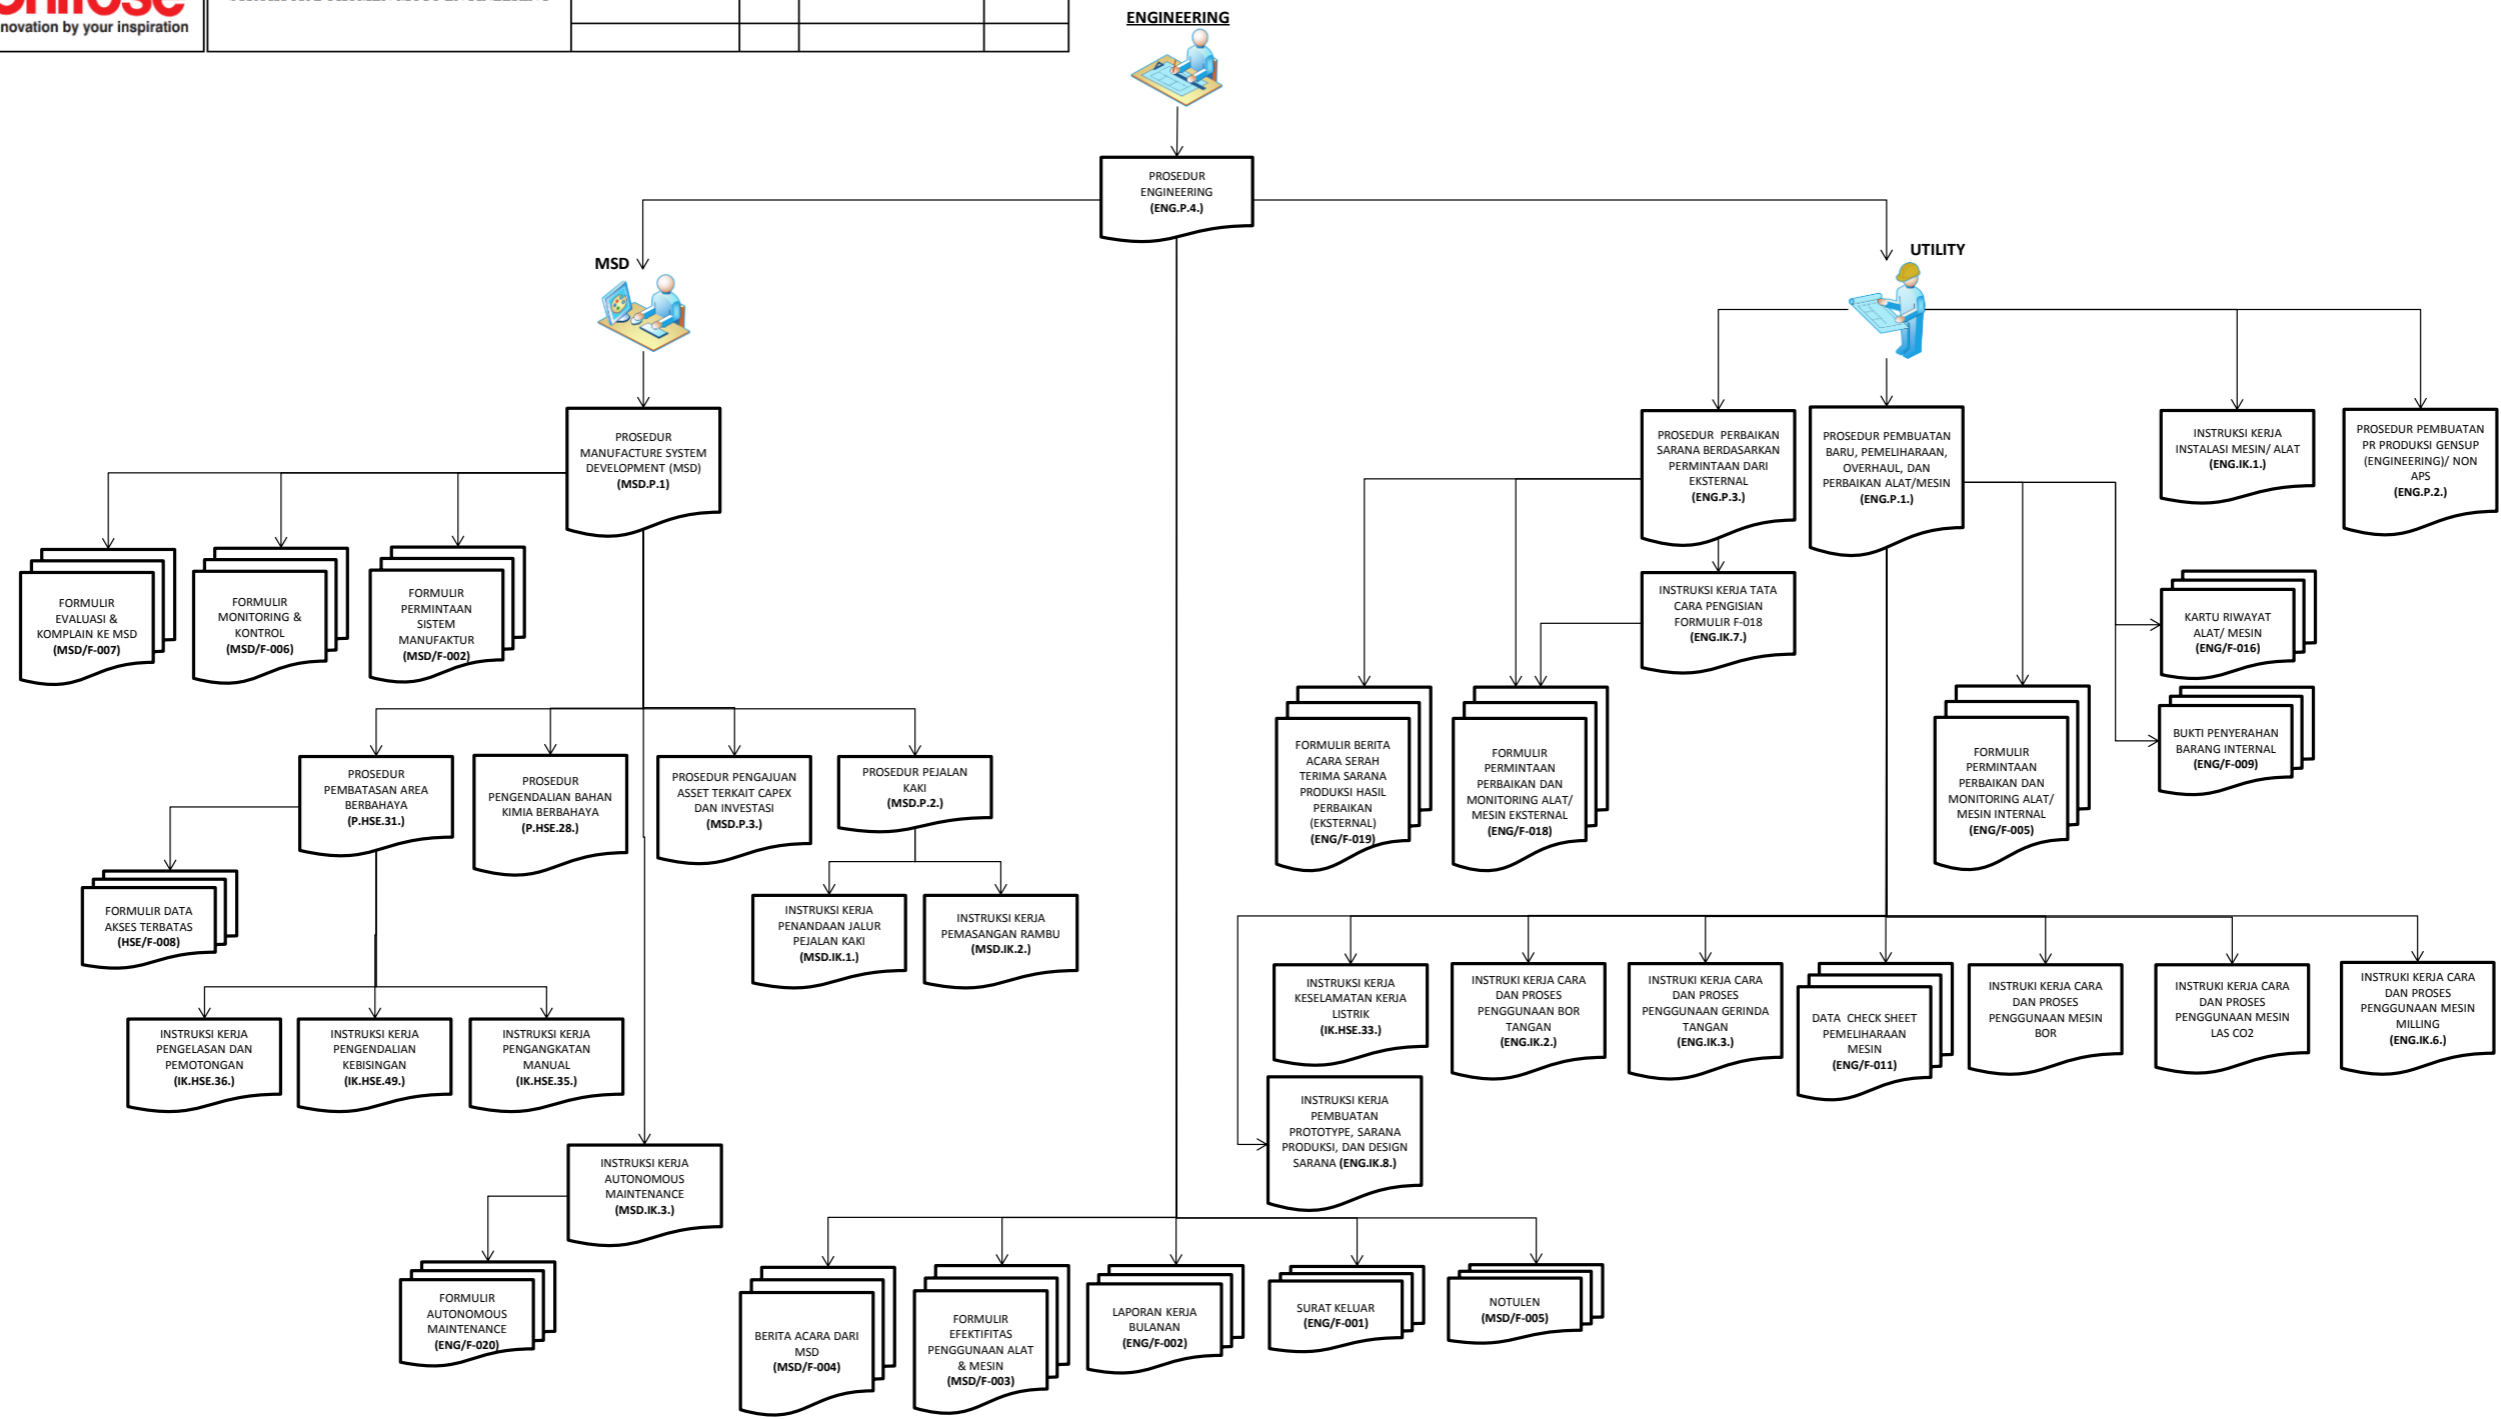 innovation by your inspiration
ENGINEERING
PROSEDUR
ENGINEERING
(ENG.P.4.)
MSD
UTILITY
PROSEDUR
MANUFACTURE SYSTEM
DEVELOPMENT (MSD)
(MSD.P.1)
PROSEDUR PERBAIKAN
SARANA BERDASARKAN
PERMINTAAN DARI
EKSTERNAL
(ENG.P.3.)
PROSEDUR PEMBUATAN
BARU, PEMELIHARAAN,
OVERHAUL, DAN
PERBAIKAN ALAT/MESIN
(ENG.P.1.)
INSTRUKSI KERJA
INSTALASI MESIN/ ALAT
(ENG.IK.1.)
PROSEDUR PEMBUATAN
PR PRODUKSI GENSUP
(ENGINEERING)/ NON
APS
(ENG.P.2.)
FORMULIR
EVALUASI &
KOMPLAIN KE MSD
(MSD/F-007)
FORMULIR
MONITORING &
KONTROL
(MSD/F-006)
FORMULIR
PERMINTAAN
SISTEM
MANUFAKTUR
(MSD/F-002)
INSTRUKSI KERJA TATA
CARA PENGISIAN
FORMULIR F-018
(ENG.IK.7.)
KARTU RIWAYAT
ALAT/ MESIN
(ENG/F-016)
BUKTI PENYERAHAN
BARANG INTERNAL
(ENG/F-009)
FORMULIR BERITA
ACARA SERAH
TERIMA SARANA
PRODUKSI HASIL
PERBAIKAN
(EKSTERNAL)
(ENG/F-019)
FORMULIR
PERMINTAAN
PERBAIKAN DAN
MONITORING ALAT/
MESIN EKSTERNAL
(ENG/F-018)
FORMULIR
PERMINTAAN
PERBAIKAN DAN
MONITORING ALAT/
MESIN INTERNAL
(ENG/F-005)
PROSEDUR
PEMBATASAN AREA
BERBAHAYA
(P.HSE.31.)
PROSEDUR
PENGENDALIAN BAHAN
KIMIA BERBAHAYA
(P.HSE.28.)
PROSEDUR PENGAJUAN
ASSET TERKAIT CAPEX
DAN INVESTASI
(MSD.P.3.)
PROSEDUR PEJALAN
KAKI
(MSD.P.2.)
FORMULIR DATA
AKSES TERBATAS
(HSE/F-008)
INSTRUKSI KERJA
PENANDAAN JALUR
PEJALAN KAKI
(MSD.IK.1.)
INSTRUKSI KERJA
PEMASANGAN RAMBU
(MSD.IK.2.)
INSTRUKSI KERJA
PENGELASAN DAN
PEMOTONGAN
(IK.HSE.36.)
INSTRUKSI KERJA
PENGENDALIAN
KEBISINGAN
(IK.HSE.49.)
INSTRUKSI KERJA
PENGANGKATAN
MANUAL
(IK.HSE.35.)
INSTRUKSI KERJA
KESELAMATAN KERJA
LISTRIK
(IK.HSE.33.)
INSTRUKI KERJA CARA
DAN PROSES
PENGGUNAAN BOR
TANGAN
(ENG.IK.2.)
INSTRUKI KERJA CARA
DAN PROSES
PENGGUNAAN GERINDA
TANGAN
(ENG.IK.3.)
DATA CHECK SHEET
PEMELIHARAAN
MESIN
(ENG/F-011)
INSTRUKI KERJA CARA
DAN PROSES
PENGGUNAAN MESIN
BOR
INSTRUKI KERJA CARA
DAN PROSES
PENGGUNAAN MESIN
LAS CO2
INSTRUKI KERJA CARA
DAN PROSES
PENGGUNAAN MESIN
MILLING
(ENG.IK.6.)
INSTRUKSI KERJA
PEMBUATAN
PROTOTYPE, SARANA
PRODUKSI, DAN DESIGN
SARANA (ENG.IK.8.)
INSTRUKSI KERJA
AUTONOMOUS
MAINTENANCE
(MSD.IK.3.)
FORMULIR
AUTONOMOUS
MAINTENANCE
(ENG/F-020)
BERITA ACARA DARI
MSD
(MSD/F-004)
FORMULIR
EFEKTIFITAS
PENGGUNAAN ALAT
& MESIN
(MSD/F-003)
LAPORAN KERJA
BULANAN
(ENG/F-002)
SURAT KELUAR
(ENG/F-001)
NOTULEN
(MSD/F-005)